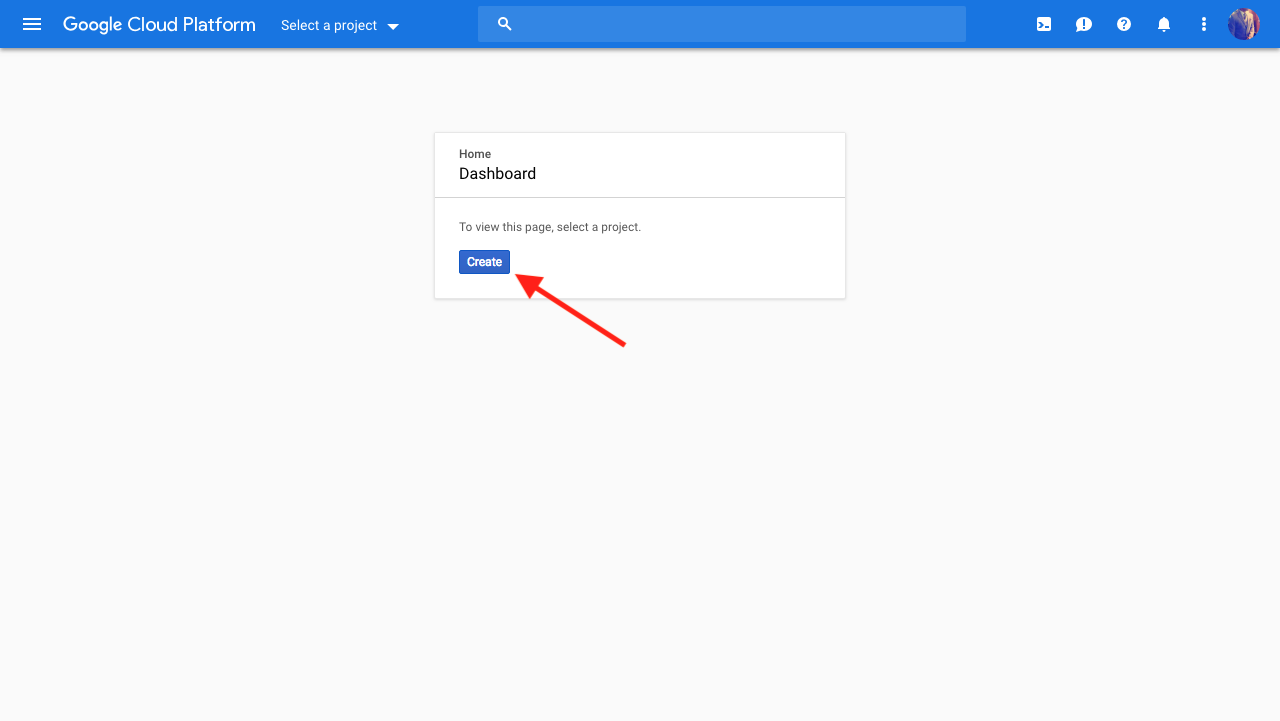 Google Cloud Platform
Select a project
Home
Dashboard
To view this page, select a project.
Create